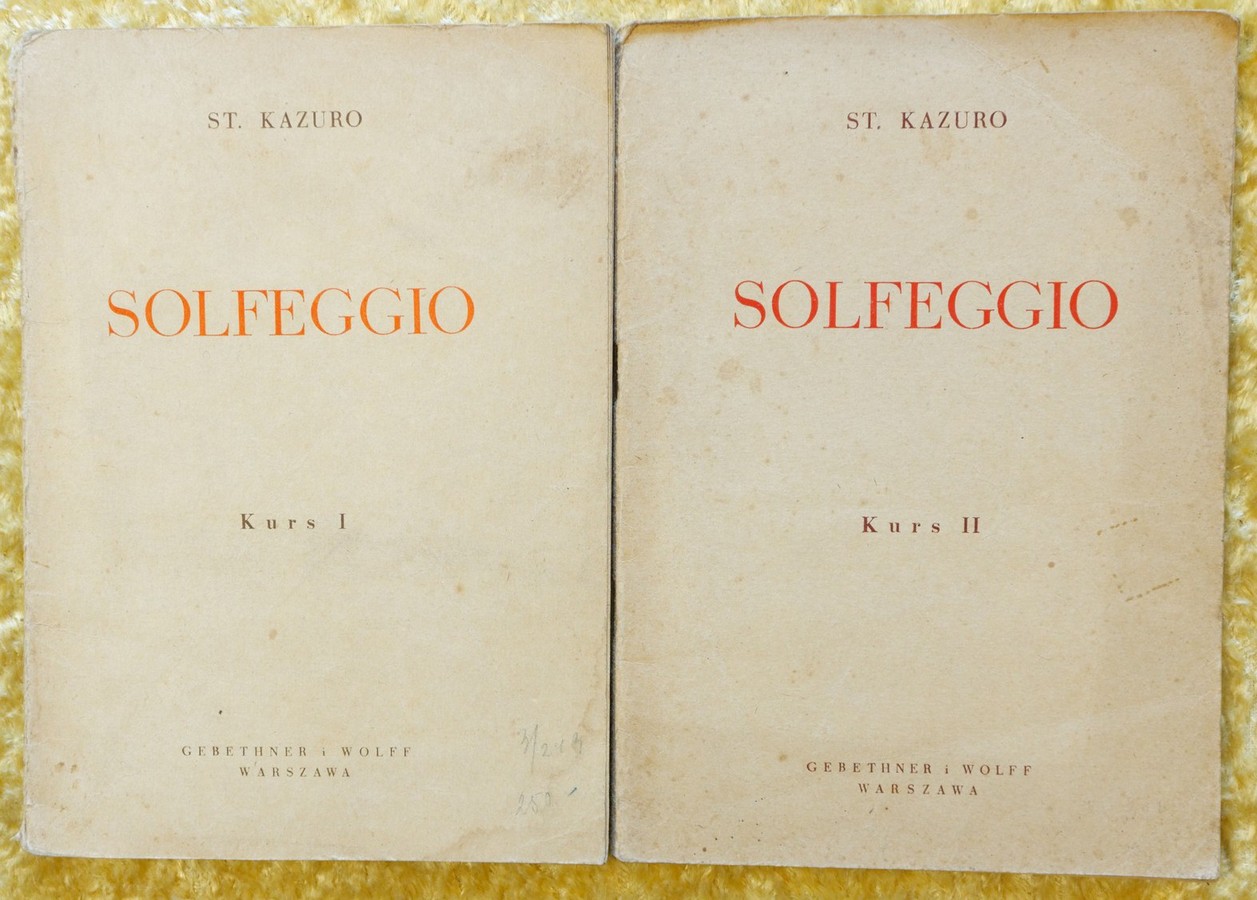 ST. KAZURO
SOLFEGGIO
Kurs I
GEBETHNER i WOLFF
WARSZAWA
ST. KAZURO
SOLFEGGIO
Kurs II
GEBETHNER i WOLFF
WARSZAWA